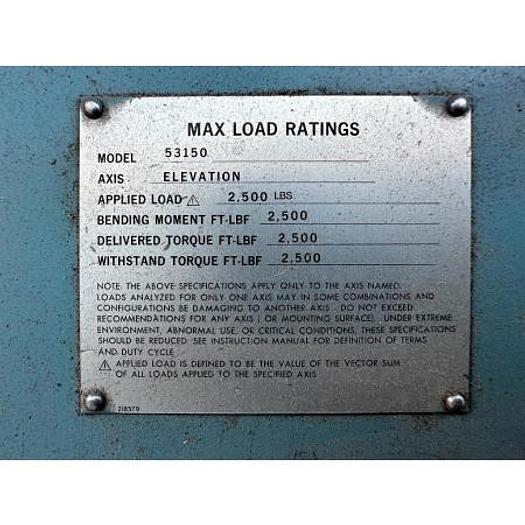 MAX LOAD RATINGS
MODEL 53150
AXIS ELEVATION
APPLIED LOAD ⚠ 2,500 LBS
BENDING MOMENT FT-LBF 2,500
DELIVERED TORQUE FT-LBF 2,500
WITHSTAND TORQUE FT-LBF 2,500
NOTE: THE ABOVE SPECIFICATIONS APPLY ONLY TO THE AXIS NAMED.
LOADS ANALYZED FOR ONLY ONE AXIS MAY IN SOME COMBINATIONS AND
CONFIGURATIONS BE DAMAGING TO ANOTHER AXIS - DO NOT EXCEED
RECOMMENDATIONS FOR ANY AXIS ( OR MOUNTING SURFACE). UNDER EXTREME
ENVIRONMENT, ABNORMAL USE, OR CRITICAL CONDITIONS, THESE SPECIFICATIONS
SHOULD BE REDUCED. SEE INSTRUCTION MANUAL FOR DEFINITION OF TERMS
AND DUTY CYCLE.
⚠ APPLIED LOAD IS DEFINED TO BE THE VALUE OF THE VECTOR SUM
OF ALL LOADS APPLIED TO THE SPECIFIED AXIS
218579